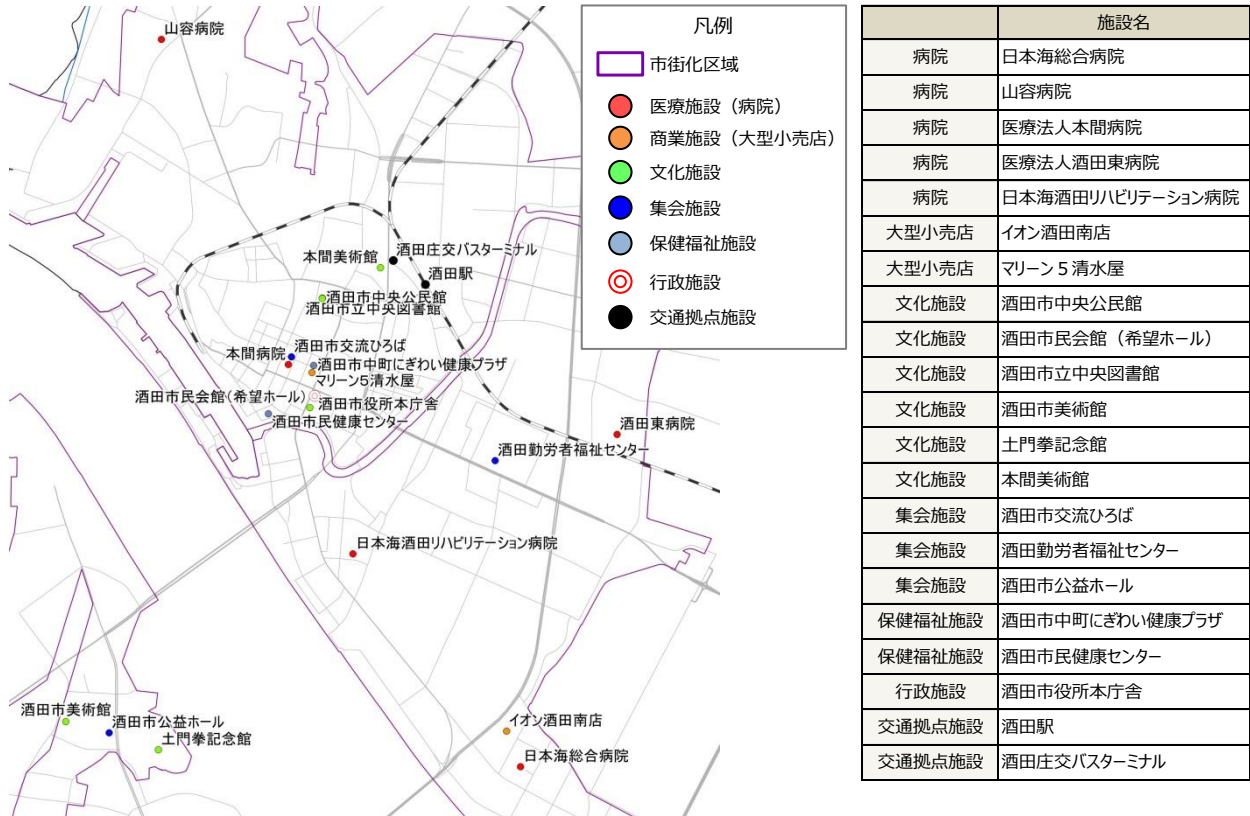 山容病院
本間美術館
酒田庄交バスターミナル
酒田駅
酒田市中央公民館
酒田市立中央図書館
酒田市交流ひろば
本間病院
酒田市中町にぎわい健康プラザ
マリーン5清水屋
酒田市民会館(希望ホール)
酒田市役所本庁舎
酒田市民健康センター
酒田東病院
酒田勤労者福祉センター
日本海酒田リハビリテーション病院
酒田市美術館
酒田市公益ホール
土門拳記念館
イオン酒田南店
日本海総合病院
凡例
市街化区域
医療施設（病院）
商業施設（大型小売店）
文化施設
集会施設
保健福祉施設
行政施設
交通拠点施設
施設名
病院 日本海総合病院
病院 山容病院
病院 医療法人本間病院
病院 医療法人酒田東病院
病院 日本海酒田リハビリテーション病院
大型小売店 イオン酒田南店
大型小売店 マリーン５清水屋
文化施設 酒田市中央公民館
文化施設 酒田市民会館（希望ホール）
文化施設 酒田市立中央図書館
文化施設 酒田市美術館
文化施設 土門拳記念館
文化施設 本間美術館
集会施設 酒田市交流ひろば
集会施設 酒田勤労者福祉センター
集会施設 酒田市公益ホール
保健福祉施設 酒田市中町にぎわい健康プラザ
保健福祉施設 酒田市民健康センター
行政施設 酒田市役所本庁舎
交通拠点施設 酒田駅
交通拠点施設 酒田庄交バスターミナル